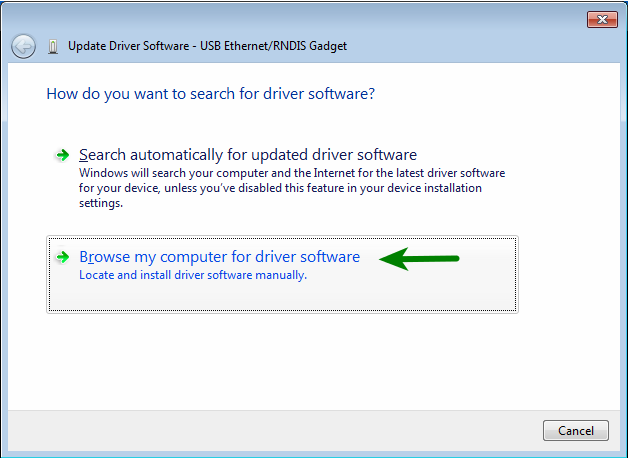 Update Driver Software - USB Ethernet/RNDIS Gadget
How do you want to search for driver software?
Search automatically for updated driver software
Windows will search your computer and the Internet for the latest driver software
for your device, unless you've disabled this feature in your device installation
settings.
Browse my computer for driver software
Locate and install driver software manually.
Cancel